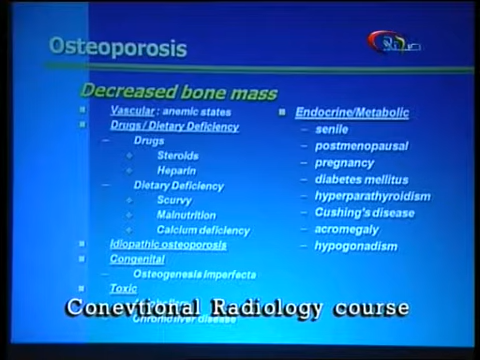 Osteoporosis
Decreased bone mass
Vascular : anemic states
Drugs / Dietary Deficiency
Drugs
Steroids
Heparin
Dietary Deficiency
Scurvy
Malnutrition
Calcium deficiency
Idiopathic osteoporosis
Congenital
Osteogenesis Imperfecta
Toxic
Chronic liver disease
Endocrine/Metabolic
senile
postmenopausal
pregnancy
diabetes mellitus
hyperparathyroidism
Cushing's disease
acromegaly
hypogonadism
Conevtional Radiology course